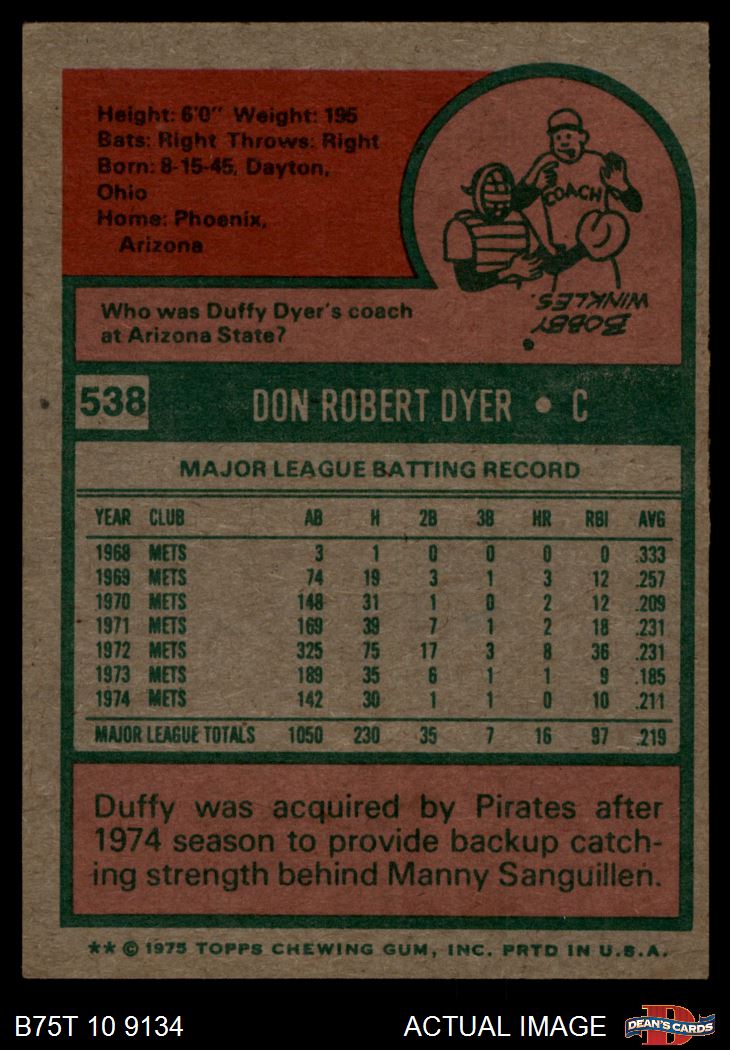 Height: 6'0" Weight: 195
Bats: Right Throws: Right
Born: 8-15-45, Dayton,
Ohio
Home: Phoenix,
Arizona
COACH
Who was Duffy Dyer's coach
at Arizona State?
BOBBY
WINKLES.
538 DON ROBERT DYER • C
MAJOR LEAGUE BATTING RECORD
YEAR CLUB AB H 2B 3B HR RBI AVG
1968 METS 3 1 0 0 0 0 .333
1969 METS 74 19 3 1 3 12 .257
1970 METS 148 31 1 0 2 12 .209
1971 METS 169 39 7 1 2 18 .231
1972 METS 325 75 17 3 8 36 .231
1973 METS 189 35 6 1 1 9 .185
1974 METS 142 30 1 1 0 10 .211
MAJOR LEAGUE TOTALS 1050 230 35 7 16 97 .219
Duffy was acquired by Pirates after
1974 season to provide backup catch-
ing strength behind Manny Sanguillen.
** © 1975 TOPPS CHEWING GUM, INC. PRTD IN U.S.A.
B75T 10 9134 ACTUAL IMAGE
D
DEAN'S CARDS